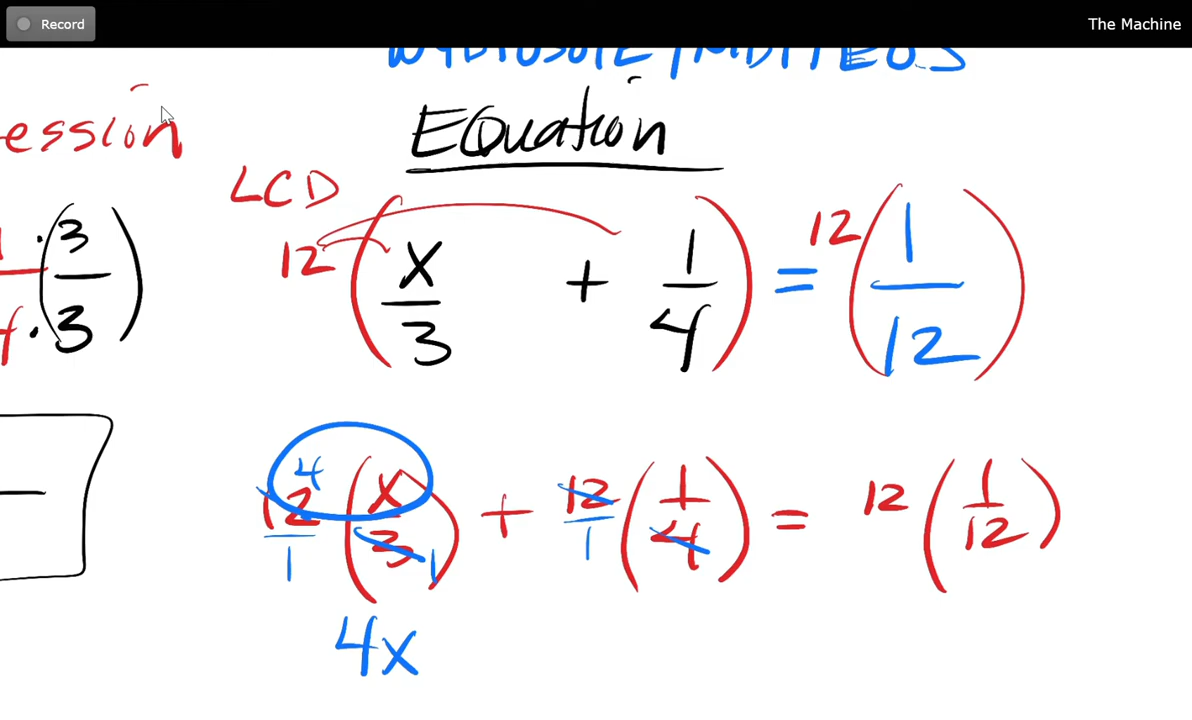 Record
The Machine
Equation
ession
LCD
12 ( x/3 + 1/4 ) = 12 ( 1/12 )
· ( 3/3 )
4
12/1 ( x/3 ) + 12/1 ( 1/4 ) = 12 ( 1/12 )
1
4x